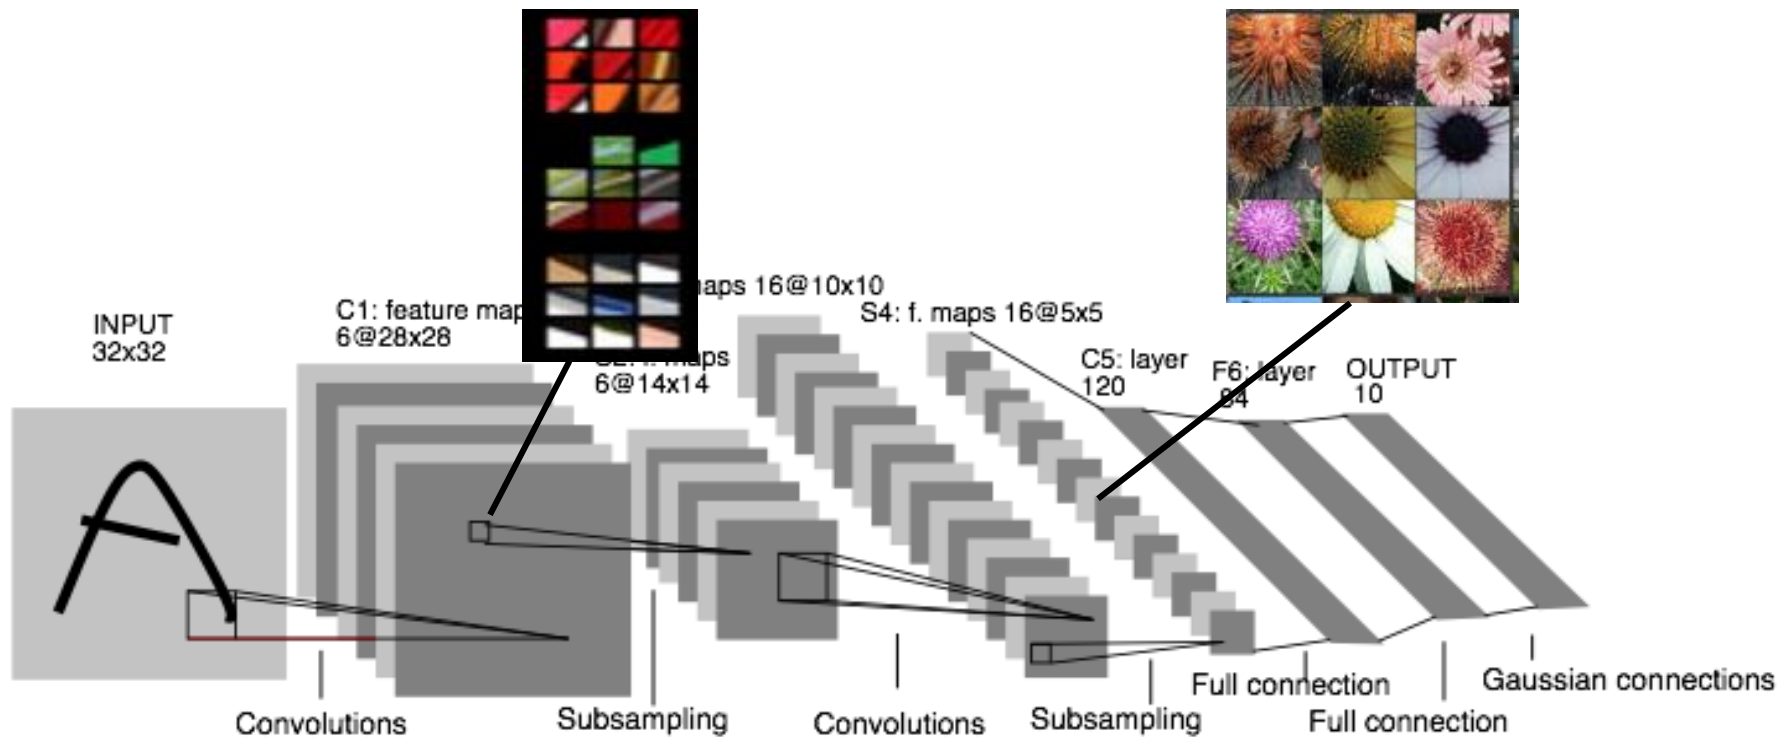 INPUT
32x32
C1: feature map
6@28x28
6@14x14
maps 16@10x10
S4: f. maps 16@5x5
C5: layer
120
F6: layer
84
OUTPUT
10
Convolutions
Subsampling
Convolutions
Subsampling
Full connection
Full connection
Gaussian connections